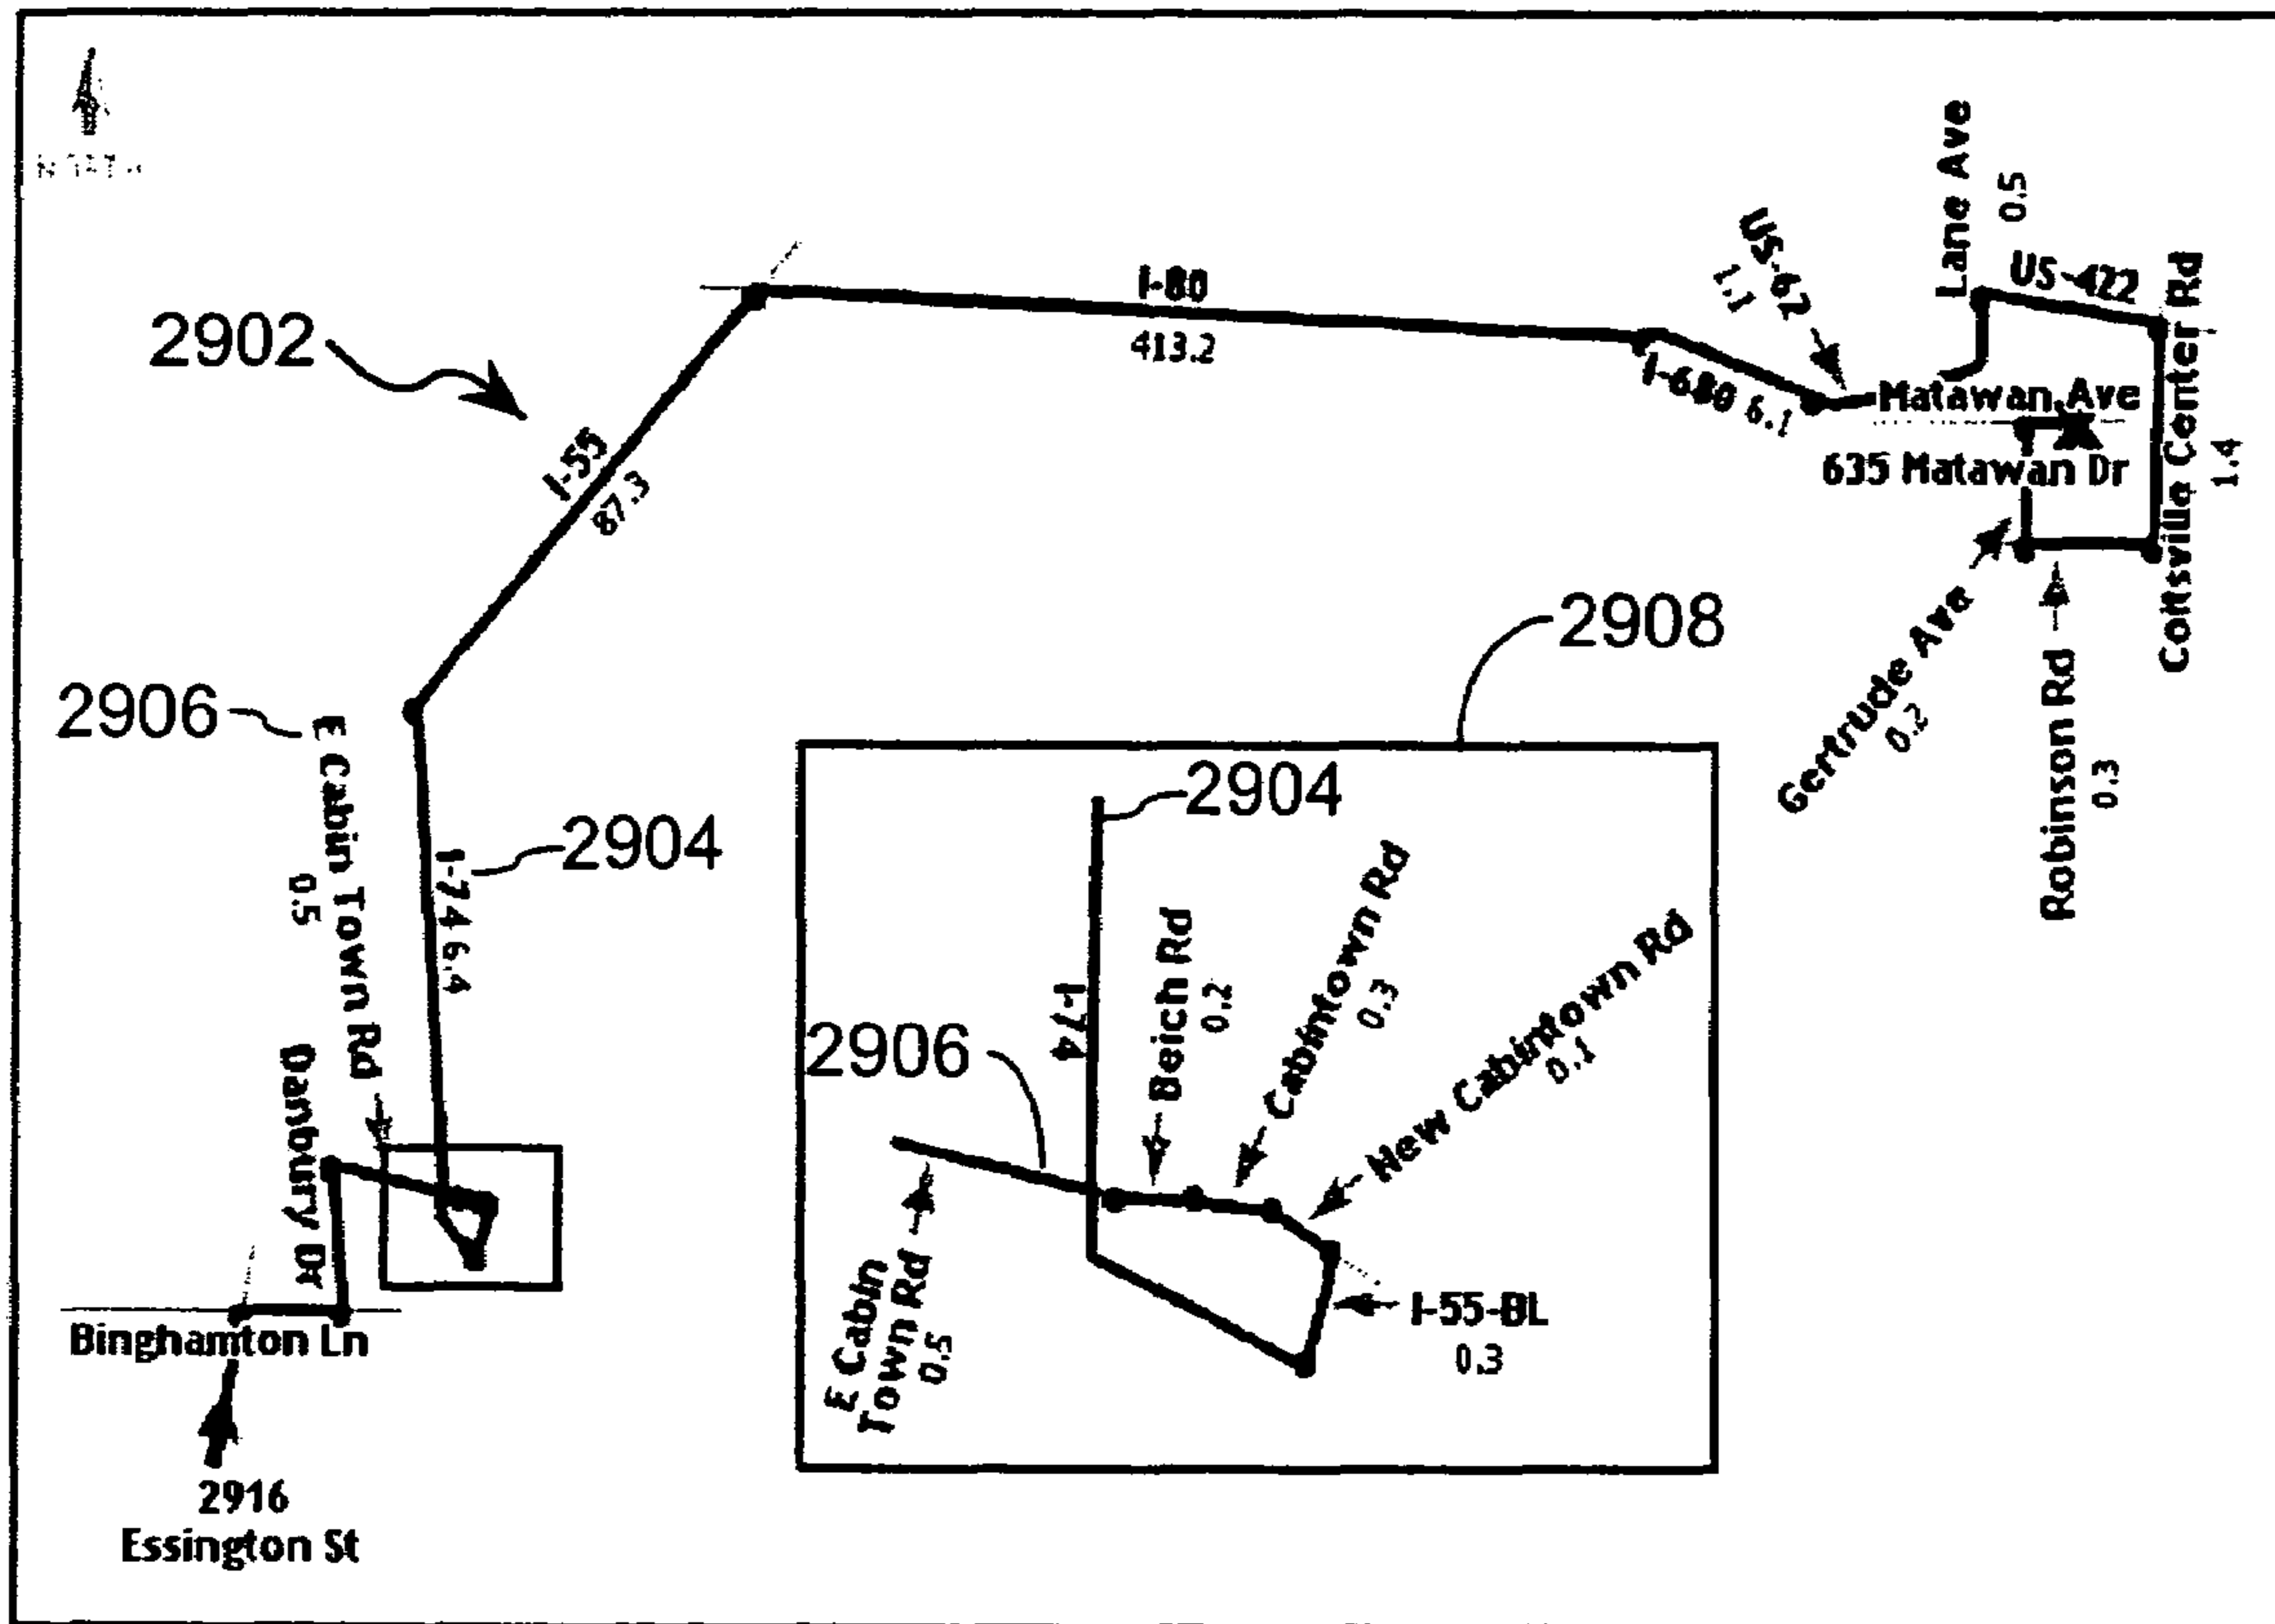 Lane Ave
0.5
US-62
1.1
US-422
I-80
413.2
2902
I-680 6.1
Matawan Ave
635 Matawan Dr
Cottsville Center Rd
1.4
I-55
87.3
2908
Gertrude Ave
0.2
Robinson Rd
0.3
2906
E Cabin Town Rd
0.5
2904
I-74 6.4
2904
I-74
Beich Rd
0.2
Cabintown Rd
0.3
New Cabintown Rd
0.1
2906
Danbury Dr
E Cabin
Town Rd
0.5
I-55-BL
0.3
Binghamton Ln
2916
Essington St